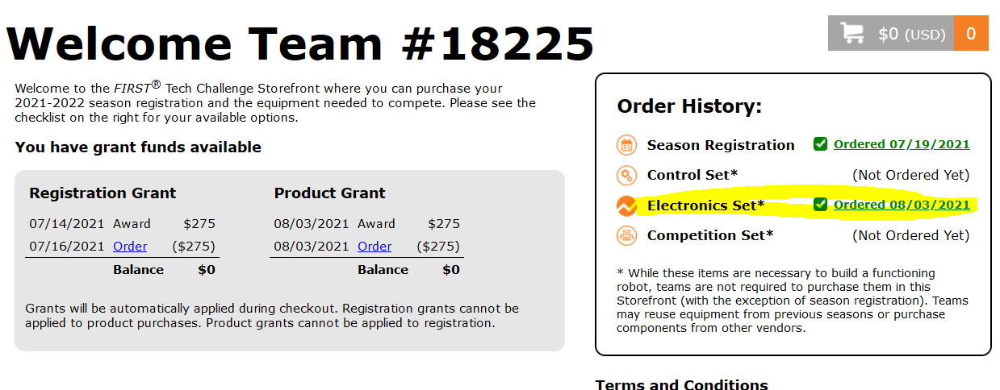 Welcome Team #18225
$0 (USD) 0
Welcome to the FIRST® Tech Challenge Storefront where you can purchase your
2021-2022 season registration and the equipment needed to compete. Please see the
checklist on the right for your available options.
You have grant funds available
Registration Grant
07/14/2021 Award $275
07/16/2021 Order ($275)
Balance $0
Product Grant
08/03/2021 Award $275
08/03/2021 Order ($275)
Balance $0
Grants will be automatically applied during checkout. Registration grants cannot be
applied to product purchases. Product grants cannot be applied to registration.
Order History:
Season Registration Ordered 07/19/2021
Control Set* (Not Ordered Yet)
Electronics Set* Ordered 08/03/2021
Competition Set* (Not Ordered Yet)
* While these items are necessary to build a functioning
robot, teams are not required to purchase them in this
Storefront (with the exception of season registration). Teams
may reuse equipment from previous seasons or purchase
components from other vendors.
Terms and Conditions